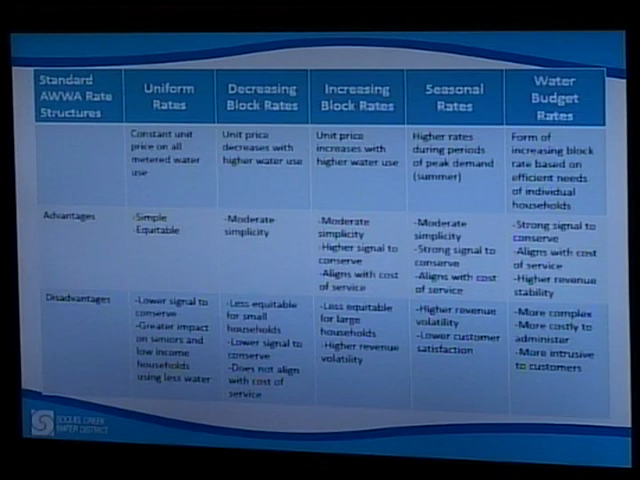 Standard
AWWA Rate
Structures
Uniform
Rates
Decreasing
Block Rates
Increasing
Block Rates
Seasonal
Rates
Water
Budget
Rates
Constant unit
price on all
metered water
use
Unit price
decreases with
higher water use
Unit price
increases with
higher water use
Higher rates
during periods
of peak demand
(summer)
Form of
increasing block
rate based on
efficient needs
of individual
households
Advantages
-Simple
-Equitable
-Moderate
simplicity
-Moderate
simplicity
-Higher signal to
conserve
-Aligns with cost
of service
-Moderate
simplicity
-Strong signal to
conserve
-Aligns with cost
of service
-Strong signal to
conserve
-Aligns with cost
of service
-Higher revenue
stability
Disadvantages
-Lower signal to
conserve
-Greater impact
on seniors and
low income
households
using less water
-Less equitable
for small
households
-Lower signal to
conserve
-Does not align
with cost of
service
-Less equitable
for large
households
-Higher revenue
volatility
-Higher revenue
volatility
-Lower customer
satisfaction
-More complex
-More costly to
administer
-More intrusive
to customers
SOQUEL CREEK
WATER DISTRICT